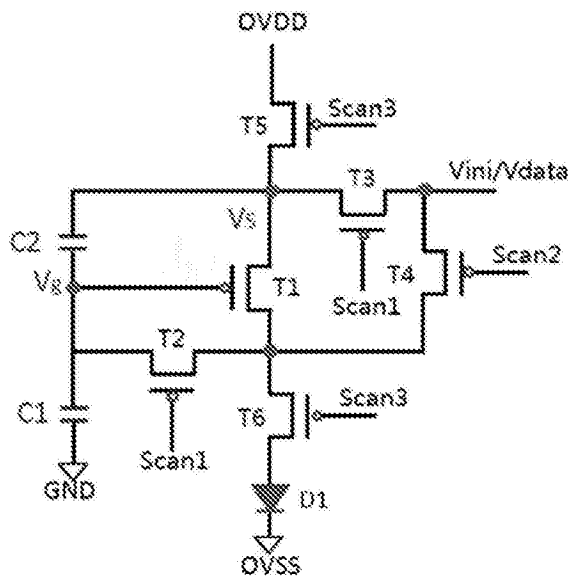 OVDD
T5
Scan3
T3
Vini/Vdata
VS
C2
Scan2
T4
Vg
T1
Scan1
T2
C1
T6
Scan3
Scan1
GND
D1
OVSS